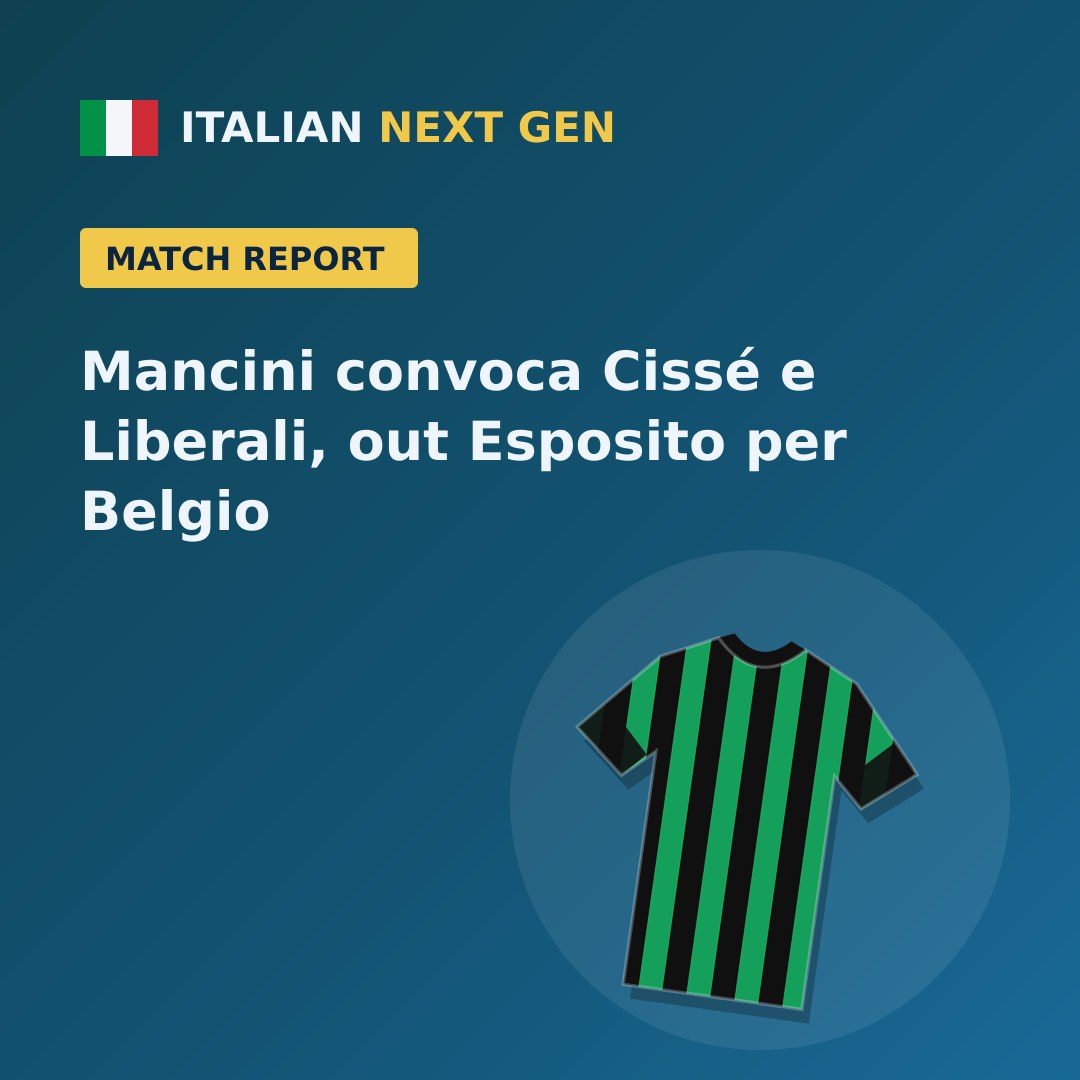 ITALIAN NEXT GEN
MATCH REPORT
Mancini convoca Cissé e
Liberali, out Esposito per
Belgio